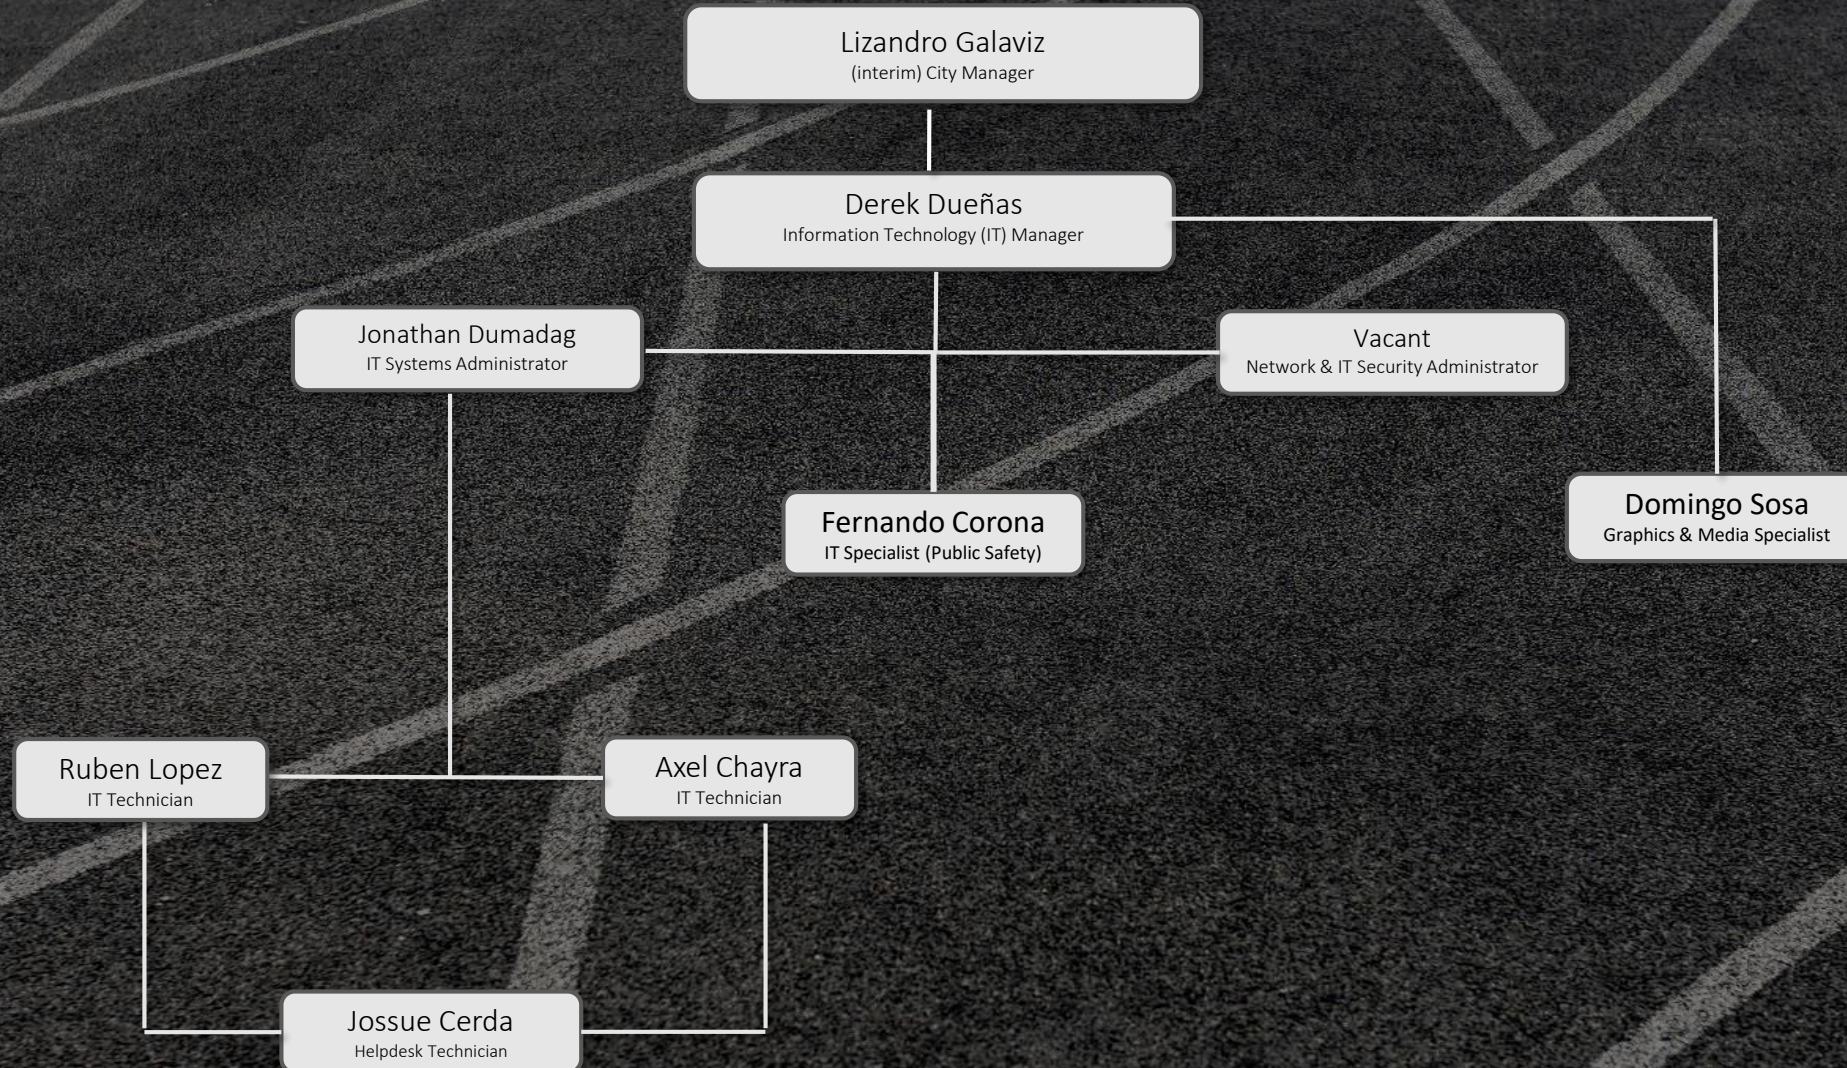 Lizandro Galaviz
(interim) City Manager
Derek Dueñas
Information Technology (IT) Manager
Jonathan Dumadag
IT Systems Administrator
Vacant
Network & IT Security Administrator
Fernando Corona
IT Specialist (Public Safety)
Domingo Sosa
Graphics & Media Specialist
Ruben Lopez
IT Technician
Axel Chayra
IT Technician
Jossue Cerda
Helpdesk Technician